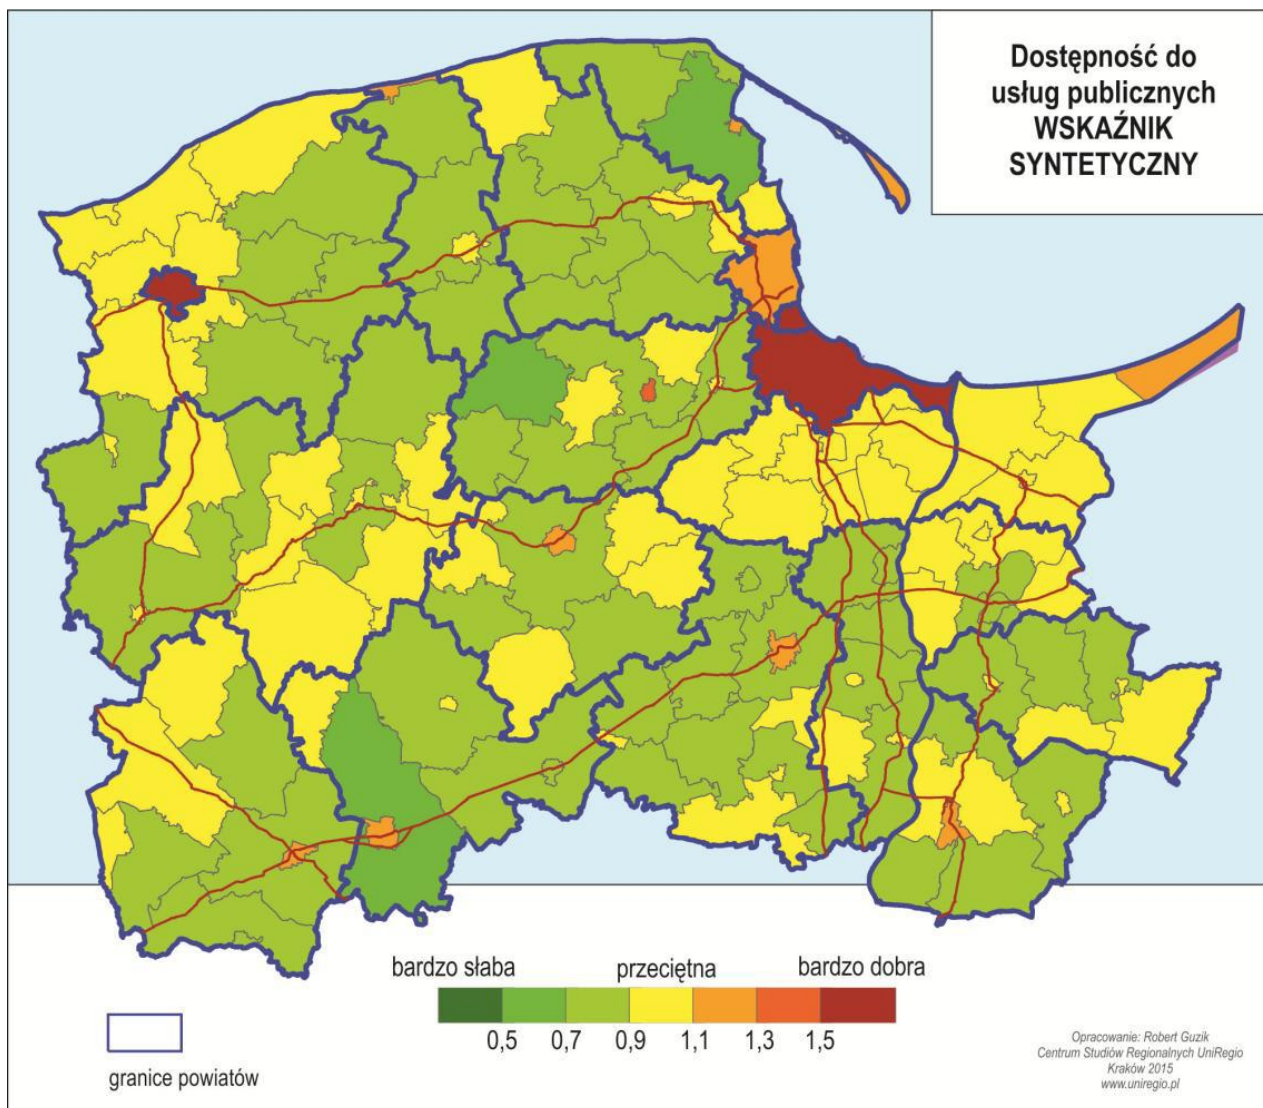 Dostępność do
usług publicznych
WSKAŹNIK
SYNTETYCZNY
bardzo słaba przeciętna bardzo dobra
0,5 0,7 0,9 1,1 1,3 1,5
granice powiatów
Opracowanie: Robert Guzik
Centrum Studiów Regionalnych UniRegio
Kraków 2015
www.uniregio.pl